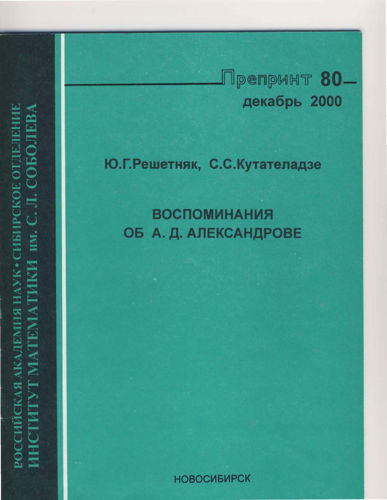 Препринт 80
декабрь 2000
Ю.Г.Решетняк, С.С.Кутателадзе
ВОСПОМИНАНИЯ
ОБ А. Д. АЛЕКСАНДРОВЕ
НОВОСИБИРСК
РОССИЙСКАЯ АКАДЕМИЯ НАУК • СИБИРСКОЕ ОТДЕЛЕНИЕ
ИНСТИТУТ МАТЕМАТИКИ им. С. Л. СОБОЛЕВА